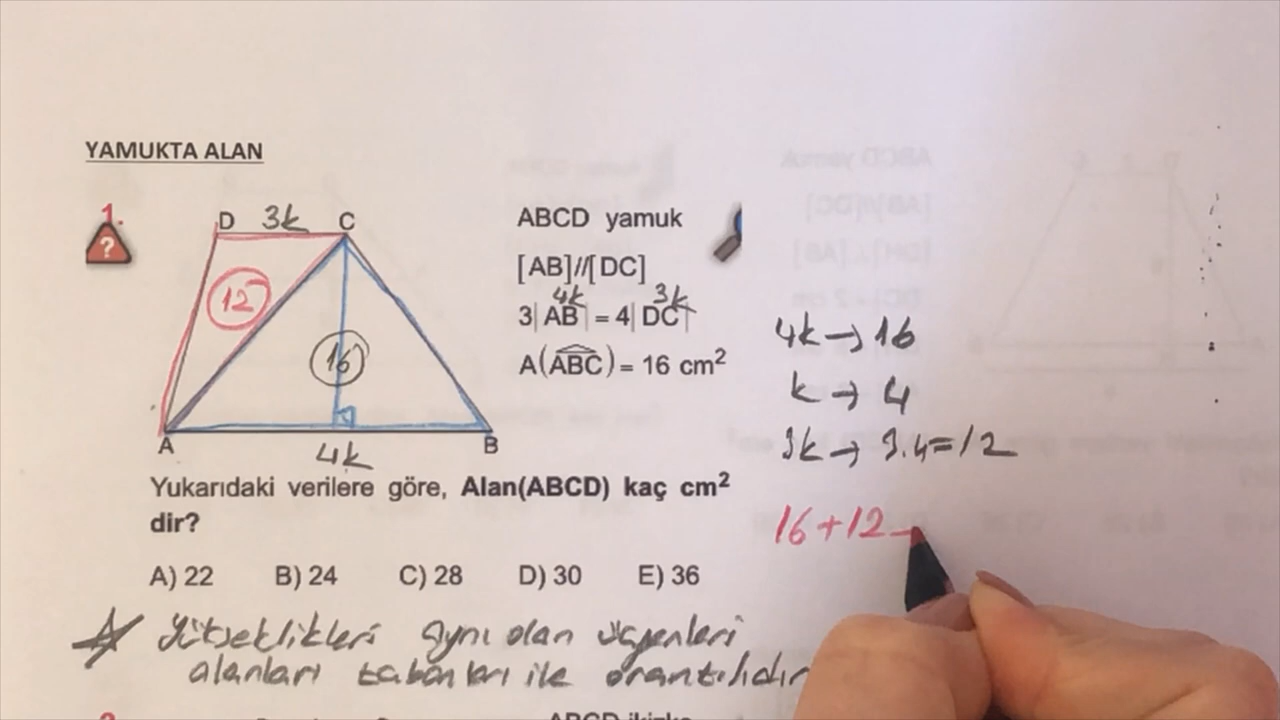 YAMUKTA ALAN
1.
?
D 3k C
12
16
A 4k B
ABCD yamuk
[AB]//[DC]
4k 3k
3|AB| = 4|DC|
A(ABC) = 16 cm²
4k → 16
k → 4
3k → 3.4=12
16+12
Yukarıdaki verilere göre, Alan(ABCD) kaç cm²
dir?
A) 22 B) 24 C) 28 D) 30 E) 36
Yükseklikleri aynı olan üçgenleri
alanları tabanları ile orantılıdır